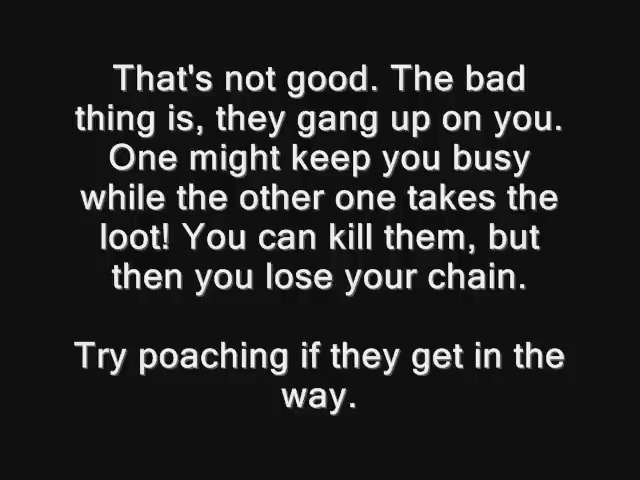 That's not good. The bad
thing is, they gang up on you.
One might keep you busy
while the other one takes the
loot! You can kill them, but
then you lose your chain.
Try poaching if they get in the
way.